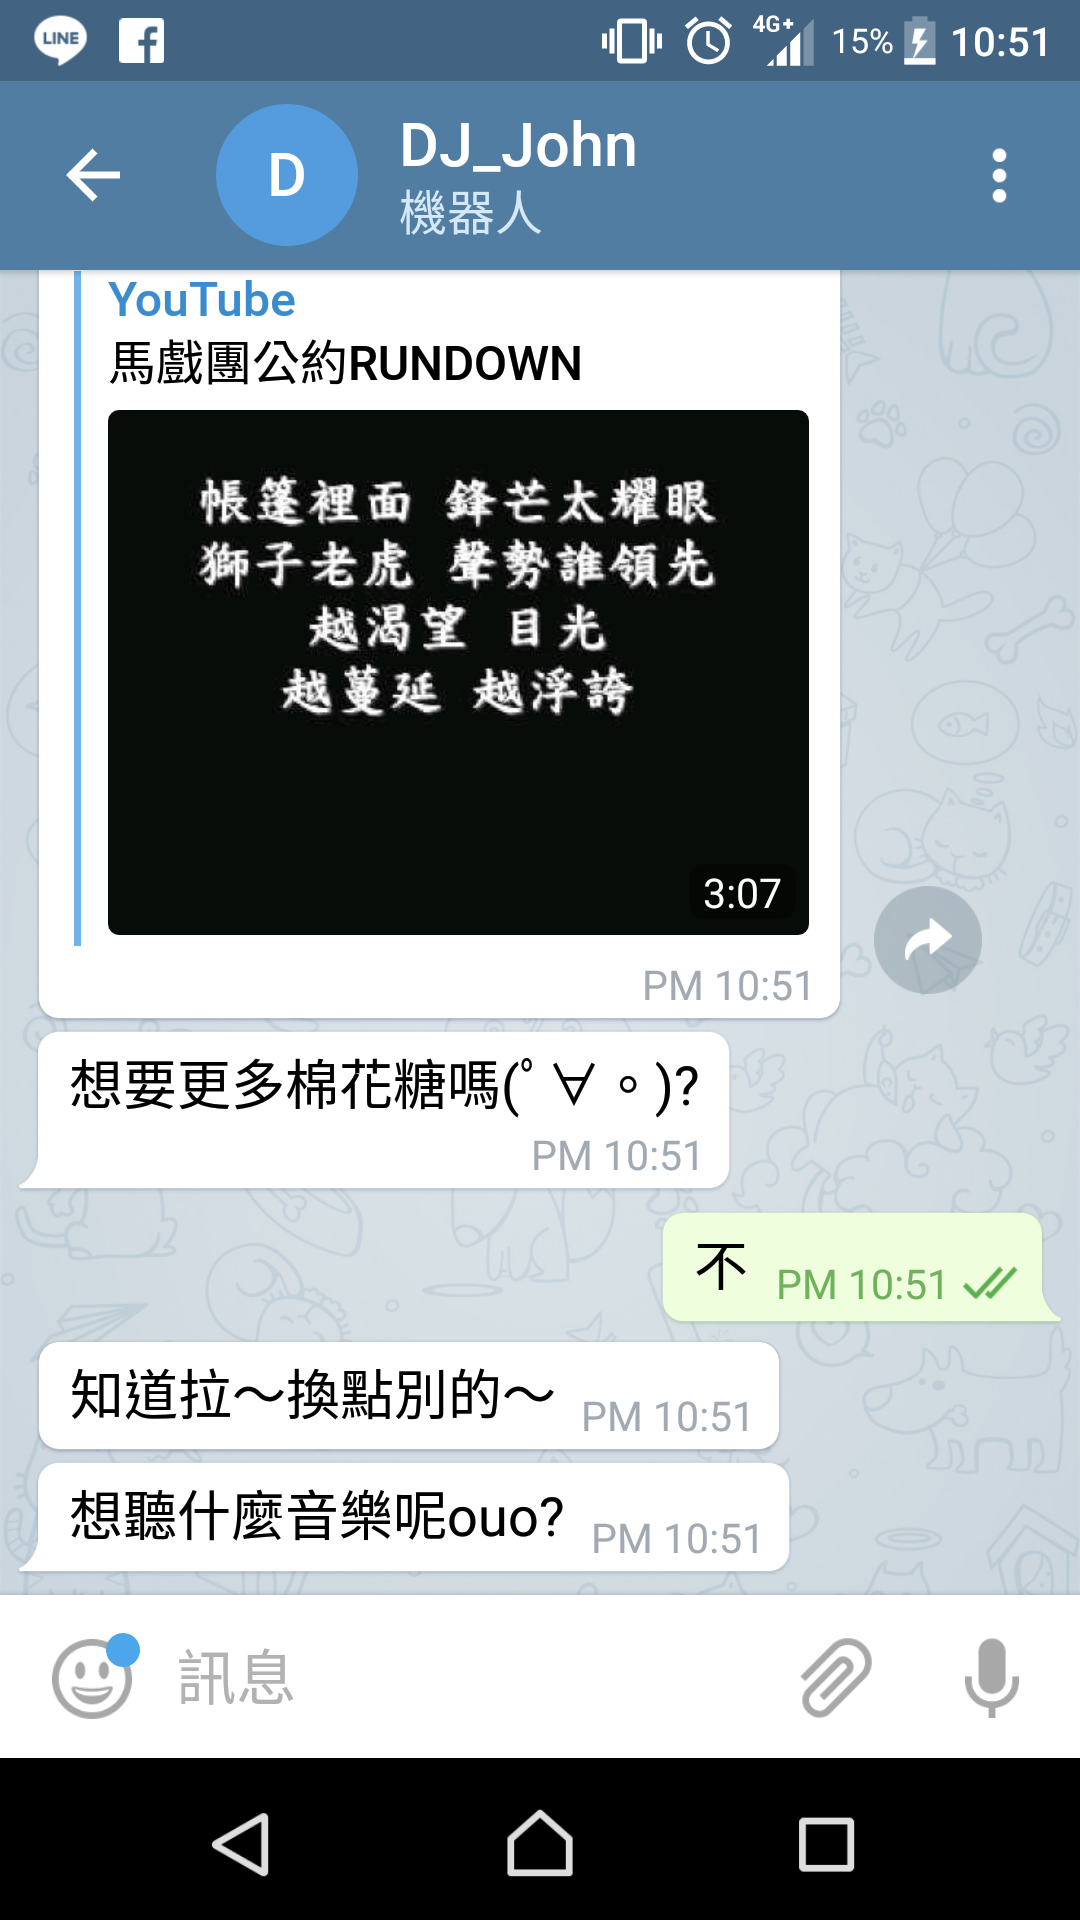 LINE
4G+ 15% 10:51
D
DJ_John
機器人
YouTube
馬戲團公約RUNDOWN
帳篷裡面 鋒芒太耀眼
獅子老虎 聲勢誰領先
越渴望 目光
越蔓延 越浮誇
3:07
PM 10:51
想要更多棉花糖嗎(ﾟ∀。)?
PM 10:51
不 PM 10:51
知道拉～換點別的～ PM 10:51
想聽什麼音樂呢ouo? PM 10:51
訊息